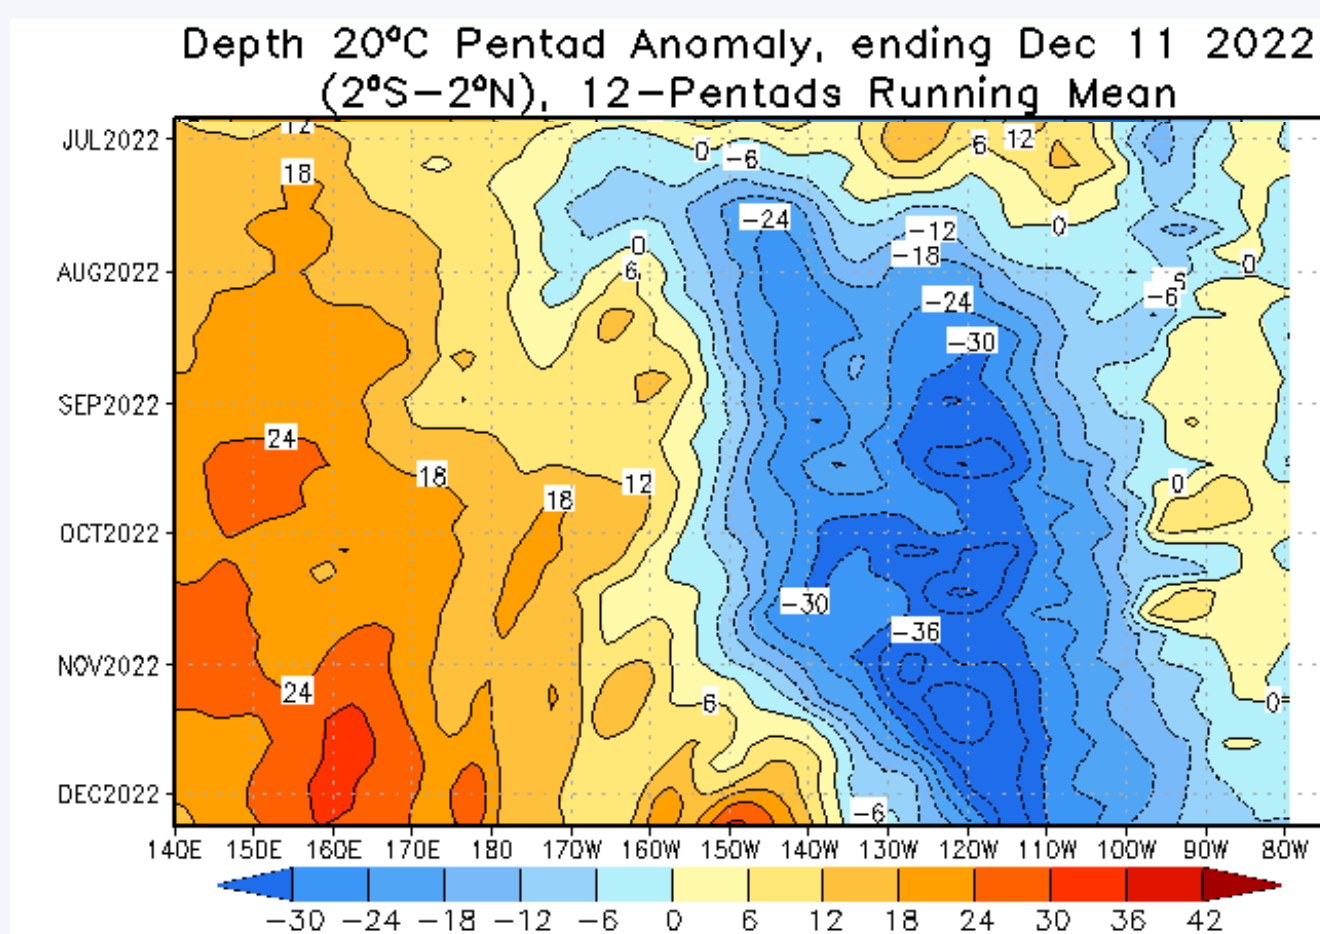 Depth 20°C Pentad Anomaly, ending Dec 11 2022
(2°S–2°N), 12–Pentads Running Mean
JUL2022
AUG2022
SEP2022
OCT2022
NOV2022
DEC2022
12
18
0
−6
6
12
−24
−12
−18
0
0
6
−24
0
−6
−30
24
18
18
12
0
−30
−36
24
6
0
−6
140E 150E 160E 170E 180 170W 160W 150W 140W 130W 120W 110W 100W 90W 80W
−30 −24 −18 −12 −6 0 6 12 18 24 30 36 42